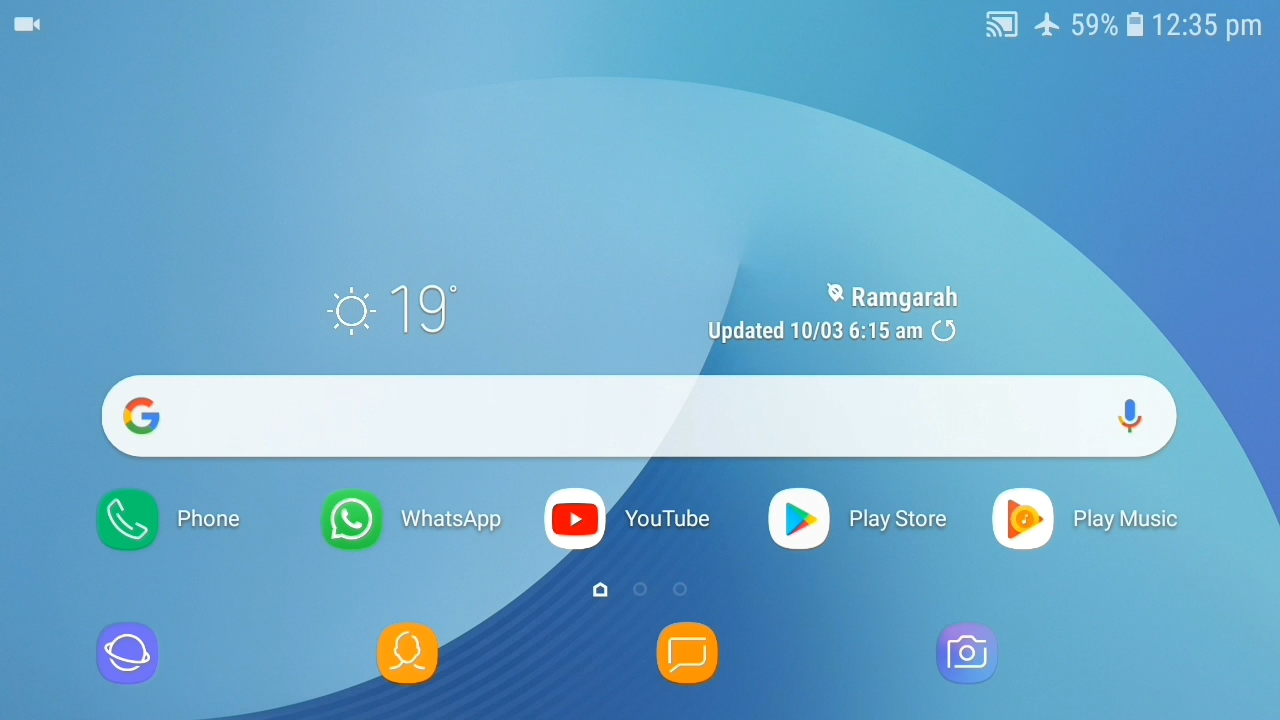 59% 12:35 pm
19°
Ramgarah
Updated 10/03 6:15 am
Phone WhatsApp YouTube Play Store Play Music